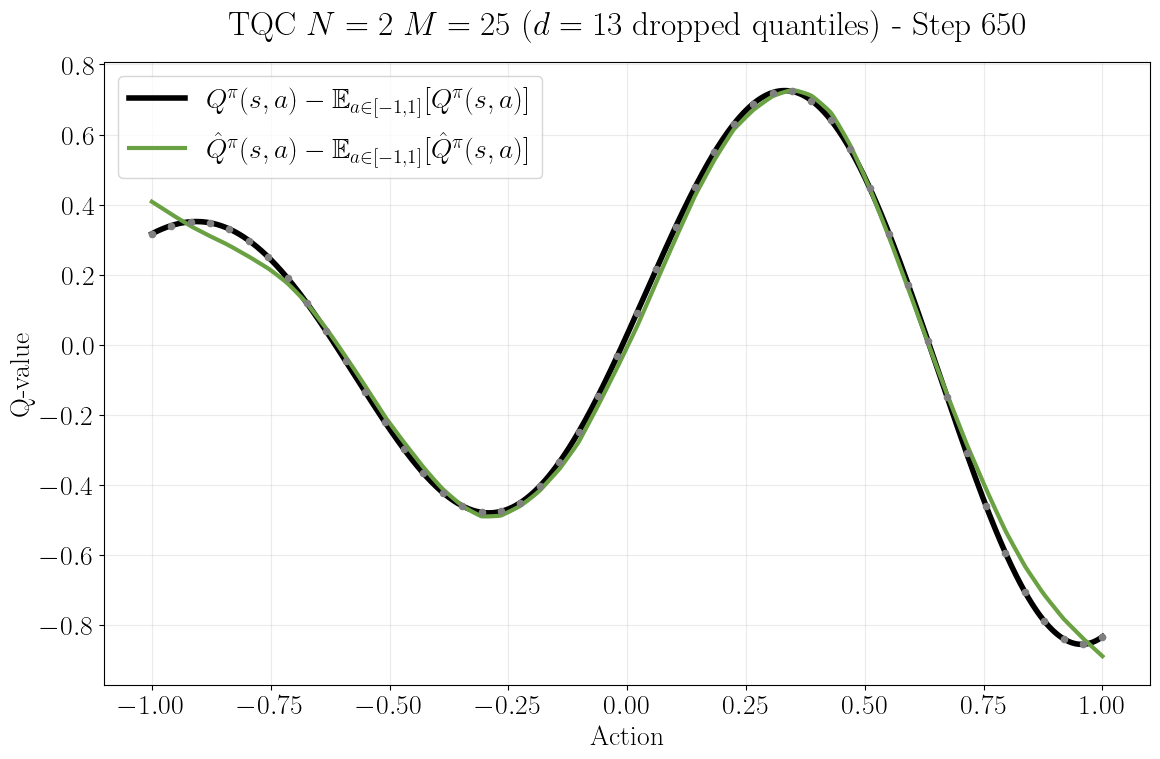 TQC N = 2 M = 25 (d = 13 dropped quantiles) - Step 650
Q^π(s, a) − 𝔼_{a∈[−1,1]}[Q^π(s, a)]
Q̂^π(s, a) − 𝔼_{a∈[−1,1]}[Q̂^π(s, a)]
0.8
0.6
0.4
0.2
0.0
−0.2
−0.4
−0.6
−0.8
Q-value
−1.00 −0.75 −0.50 −0.25 0.00 0.25 0.50 0.75 1.00
Action